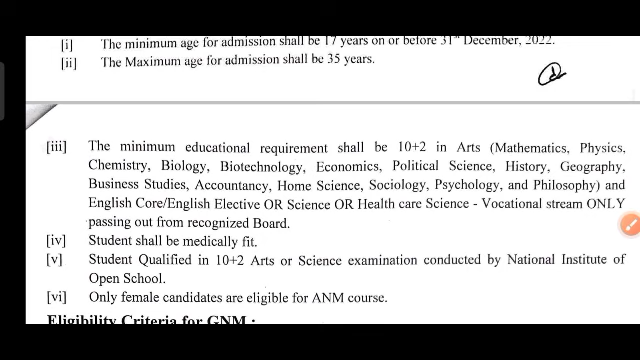 [i] The minimum age for admission shall be 17 years on or before 31st December, 2022.
[ii] The Maximum age for admission shall be 35 years.
[iii] The minimum educational requirement shall be 10+2 in Arts (Mathematics, Physics,
Chemistry, Biology, Biotechnology, Economics, Political Science, History, Geography,
Business Studies, Accountancy, Home Science, Sociology, Psychology, and Philosophy) and
English Core/English Elective OR Science OR Health care Science - Vocational stream ONLY
passing out from recognized Board.
[iv] Student shall be medically fit.
[v] Student Qualified in 10+2 Arts or Science examination conducted by National Institute of
Open School.
[vi] Only female candidates are eligible for ANM course.
Eligibility Criteria for GNM :